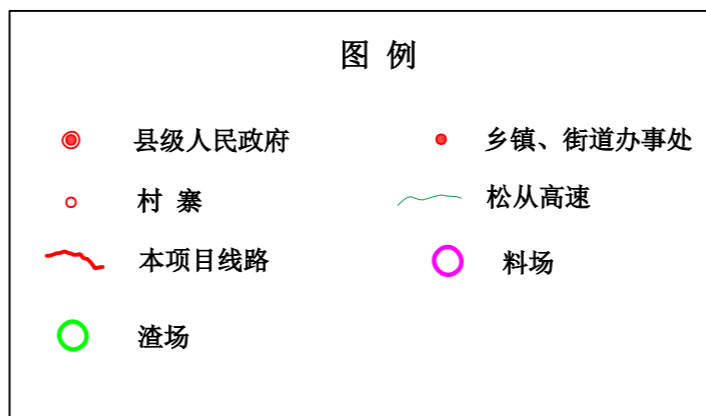 图 例
县级人民政府
乡镇、街道办事处
村 寨
松从高速
本项目线路
料场
渣场